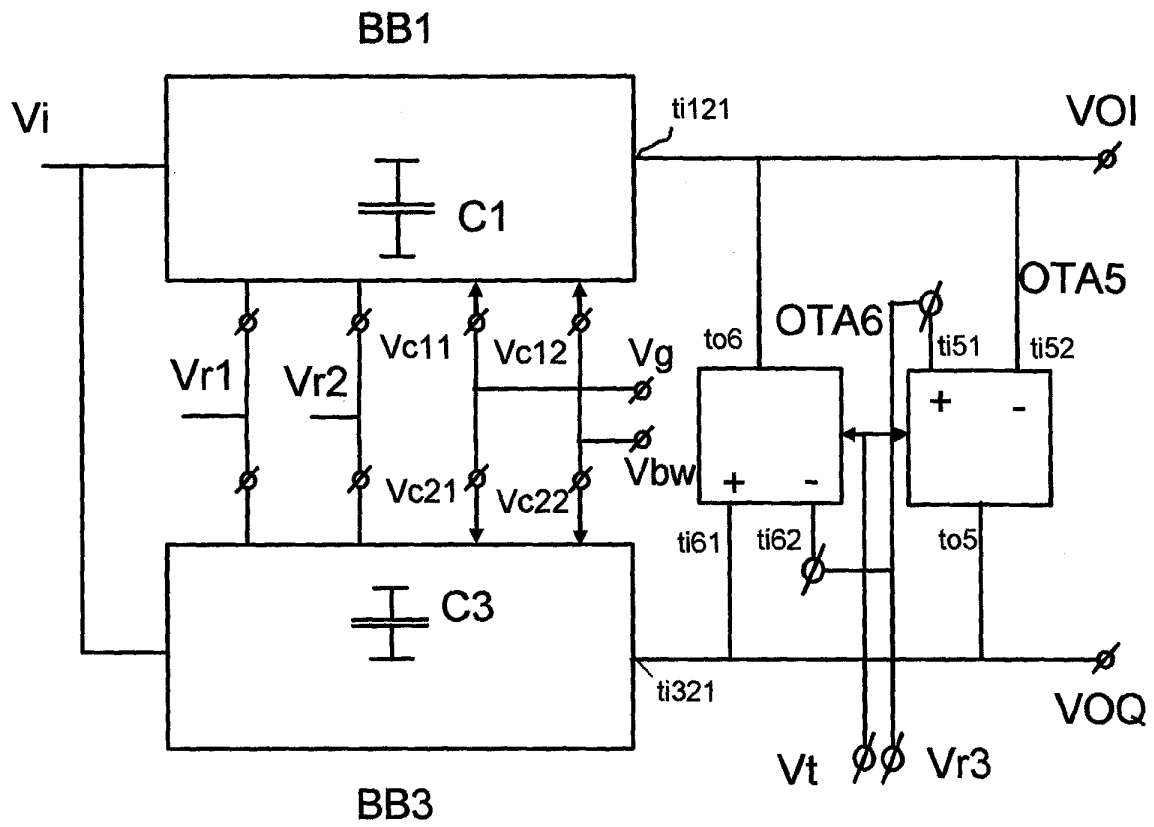 BB1
Vi
ti121
VOI
C1
OTA5
OTA6
to6
ti51
ti52
Vc11
Vc12
Vg
Vr1
Vr2
+
-
Vbw
+
-
Vc21
Vc22
ti61
ti62
to5
C3
ti321
VOQ
Vt
Vr3
BB3